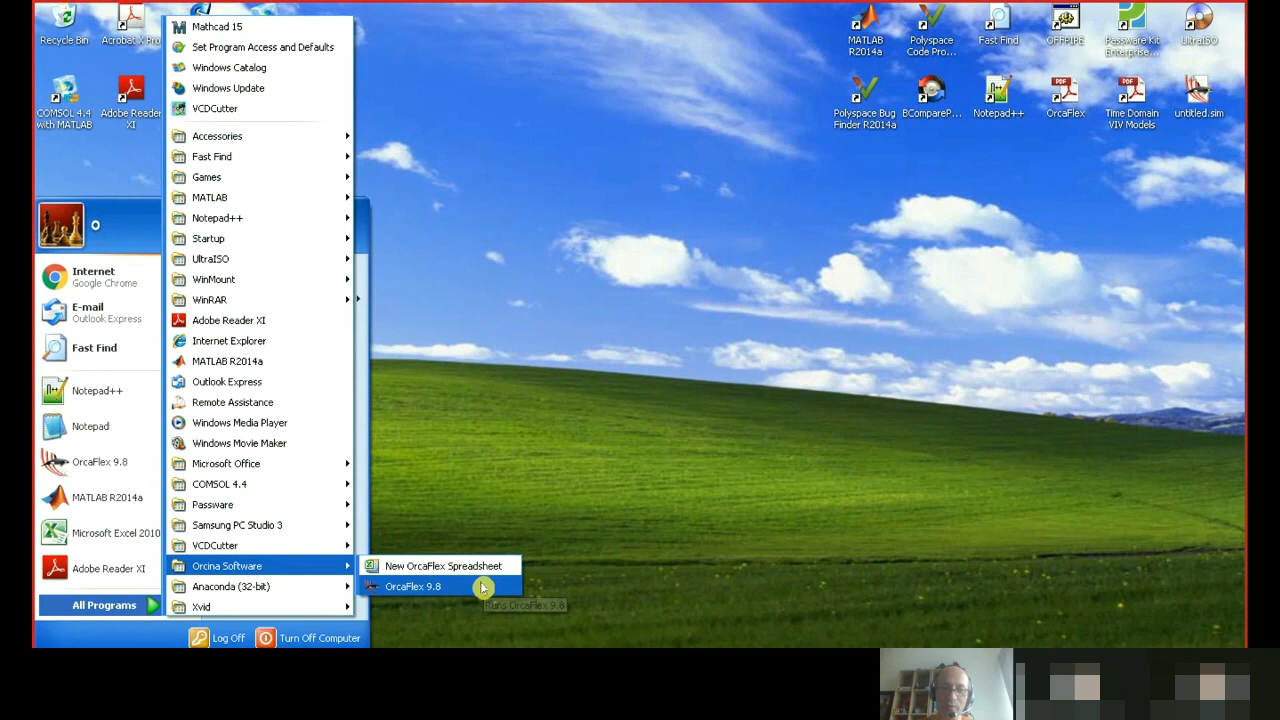 Recycle Bin
Acrobat X Pro
COMSOL 4.4
with MATLAB
Adobe Reader
XI
MATLAB
R2014a
Polyspace
Code Pro...
Fast Find
OFFPIPE
Passware Kit
Enterprise...
UltraISO
Polyspace Bug
Finder R2014a
BCompareP...
Notepad++
OrcaFlex
Time Domain
VIV Models
untitled.sim
Mathcad 15
Set Program Access and Defaults
Windows Catalog
Windows Update
VCDCutter
Accessories
Fast Find
Games
MATLAB
Notepad++
Startup
UltraISO
WinMount
WinRAR
Adobe Reader XI
Internet Explorer
MATLAB R2014a
Outlook Express
Remote Assistance
Windows Media Player
Windows Movie Maker
Microsoft Office
COMSOL 4.4
Passware
Samsung PC Studio 3
VCDCutter
Orcina Software
Anaconda (32-bit)
Xvid
New OrcaFlex Spreadsheet
OrcaFlex 9.8
Runs OrcaFlex 9.8
o
Internet
Google Chrome
E-mail
Outlook Express
Fast Find
Notepad++
Notepad
OrcaFlex 9.8
MATLAB R2014a
Microsoft Excel 2010
Adobe Reader XI
All Programs
Log Off
Turn Off Computer